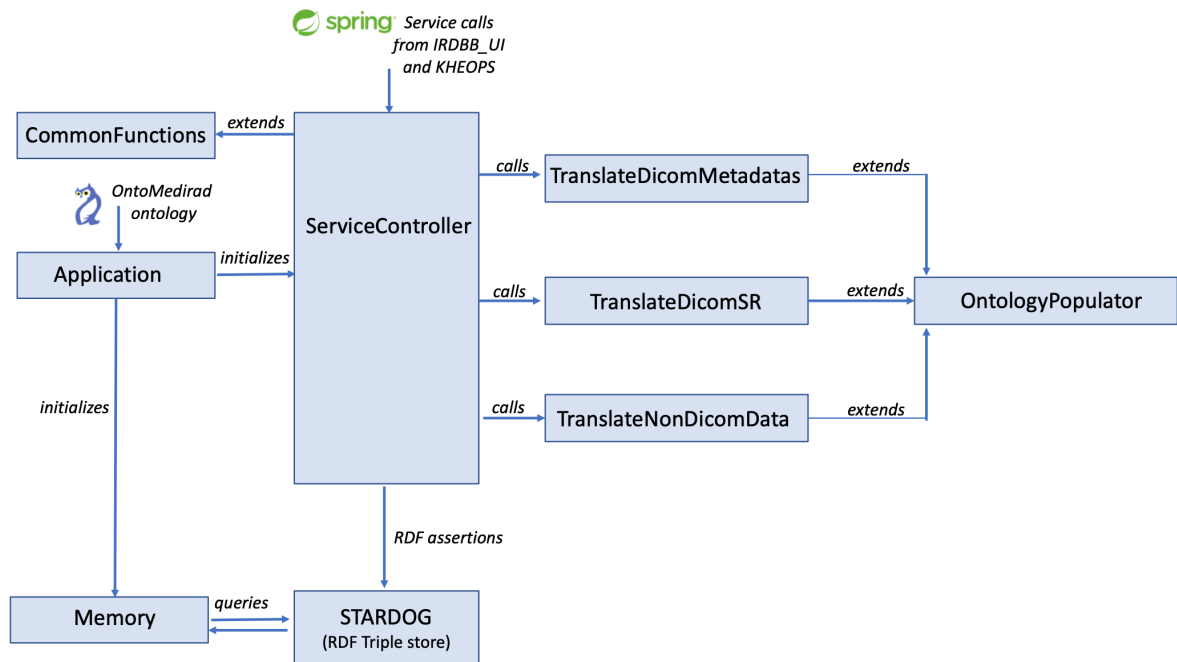 spring
Service calls
from IRDBB_UI
and KHEOPS
CommonFunctions
extends
OntoMedirad
ontology
Application
initializes
ServiceController
calls
TranslateDicomMetadatas
extends
calls
TranslateDicomSR
extends
OntologyPopulator
calls
TranslateNonDicomData
extends
initializes
RDF assertions
Memory
queries
STARDOG
(RDF Triple store)